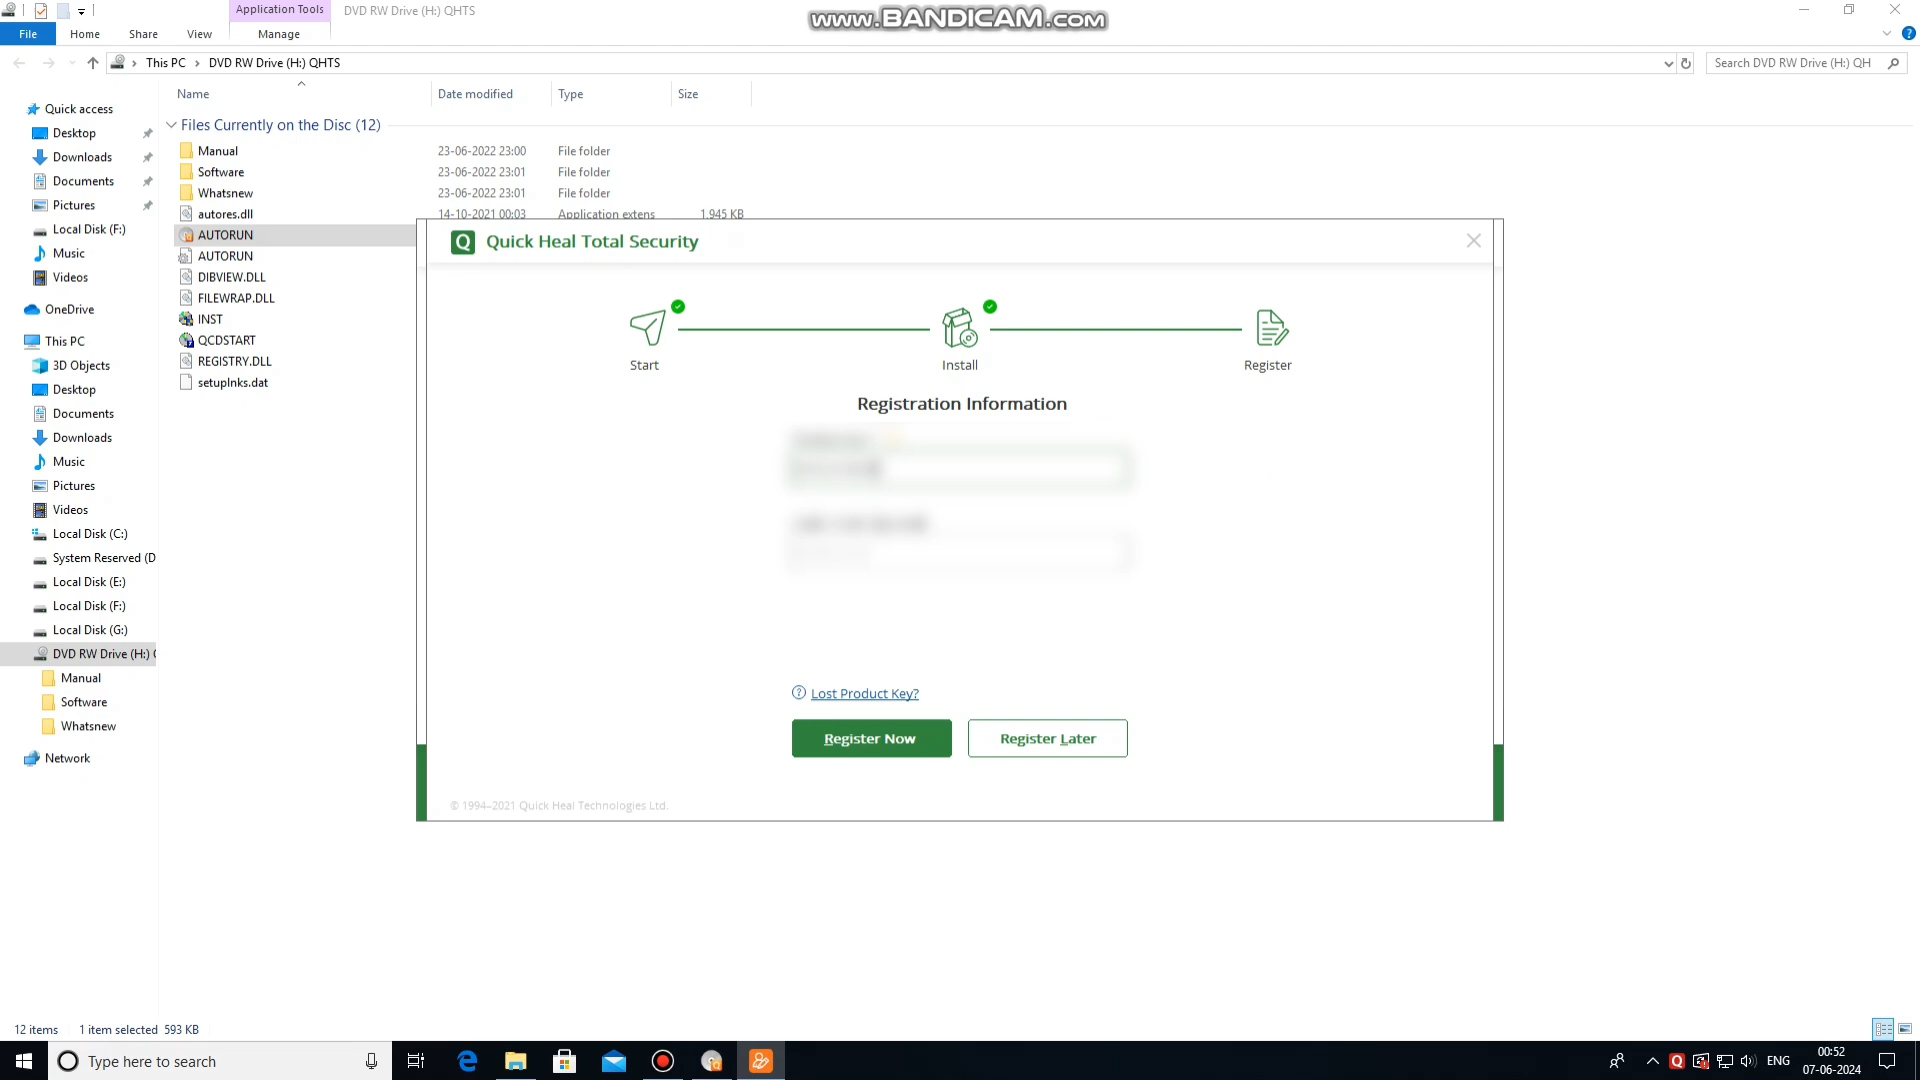 Application Tools
DVD RW Drive (H:) QHTS
www.BANDICAM.com
File
Home
Share
View
Manage
This PC
DVD RW Drive (H:) QHTS
Search DVD RW Drive (H:) QH
Name
Date modified
Type
Size
Files Currently on the Disc (12)
Manual
23-06-2022 23:00
File folder
Software
23-06-2022 23:01
File folder
Whatsnew
23-06-2022 23:01
File folder
autores.dll
14-10-2021 00:03
Application extens
1,945 KB
AUTORUN
AUTORUN
DIBVIEW.DLL
FILEWRAP.DLL
INST
QCDSTART
REGISTRY.DLL
setuplnks.dat
Quick access
Desktop
Downloads
Documents
Pictures
Local Disk (F:)
Music
Videos
OneDrive
This PC
3D Objects
Desktop
Documents
Downloads
Music
Pictures
Videos
Local Disk (C:)
System Reserved (D
Local Disk (E:)
Local Disk (F:)
Local Disk (G:)
DVD RW Drive (H:) Q
Manual
Software
Whatsnew
Network
Q Quick Heal Total Security
Start
Install
Register
Registration Information
Lost Product Key?
Register Now
Register Later
© 1994–2021 Quick Heal Technologies Ltd.
12 items
1 item selected 593 KB
Type here to search
ENG
00:52
07-06-2024